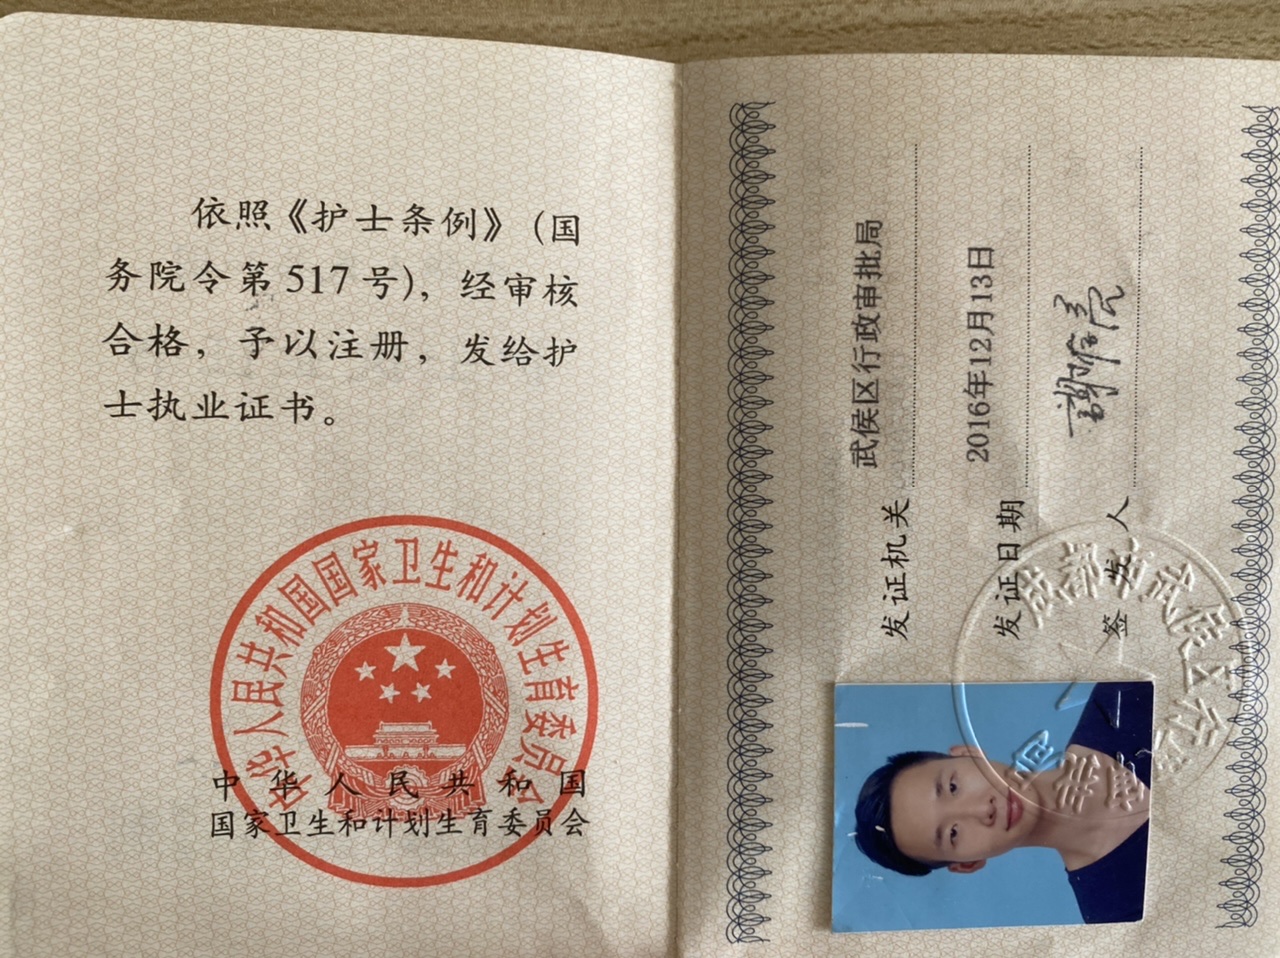 依照《护士条例》(国
务院令第517号)，经审核
合格，予以注册，发给护
士执业证书。
中华人民共和国国家卫生和计划生育委员会
中华人民共和国
国家卫生和计划生育委员会
发证机关 武侯区行政审批局
发证日期 2016年12月13日
签发人
成都市武侯区行政审批局